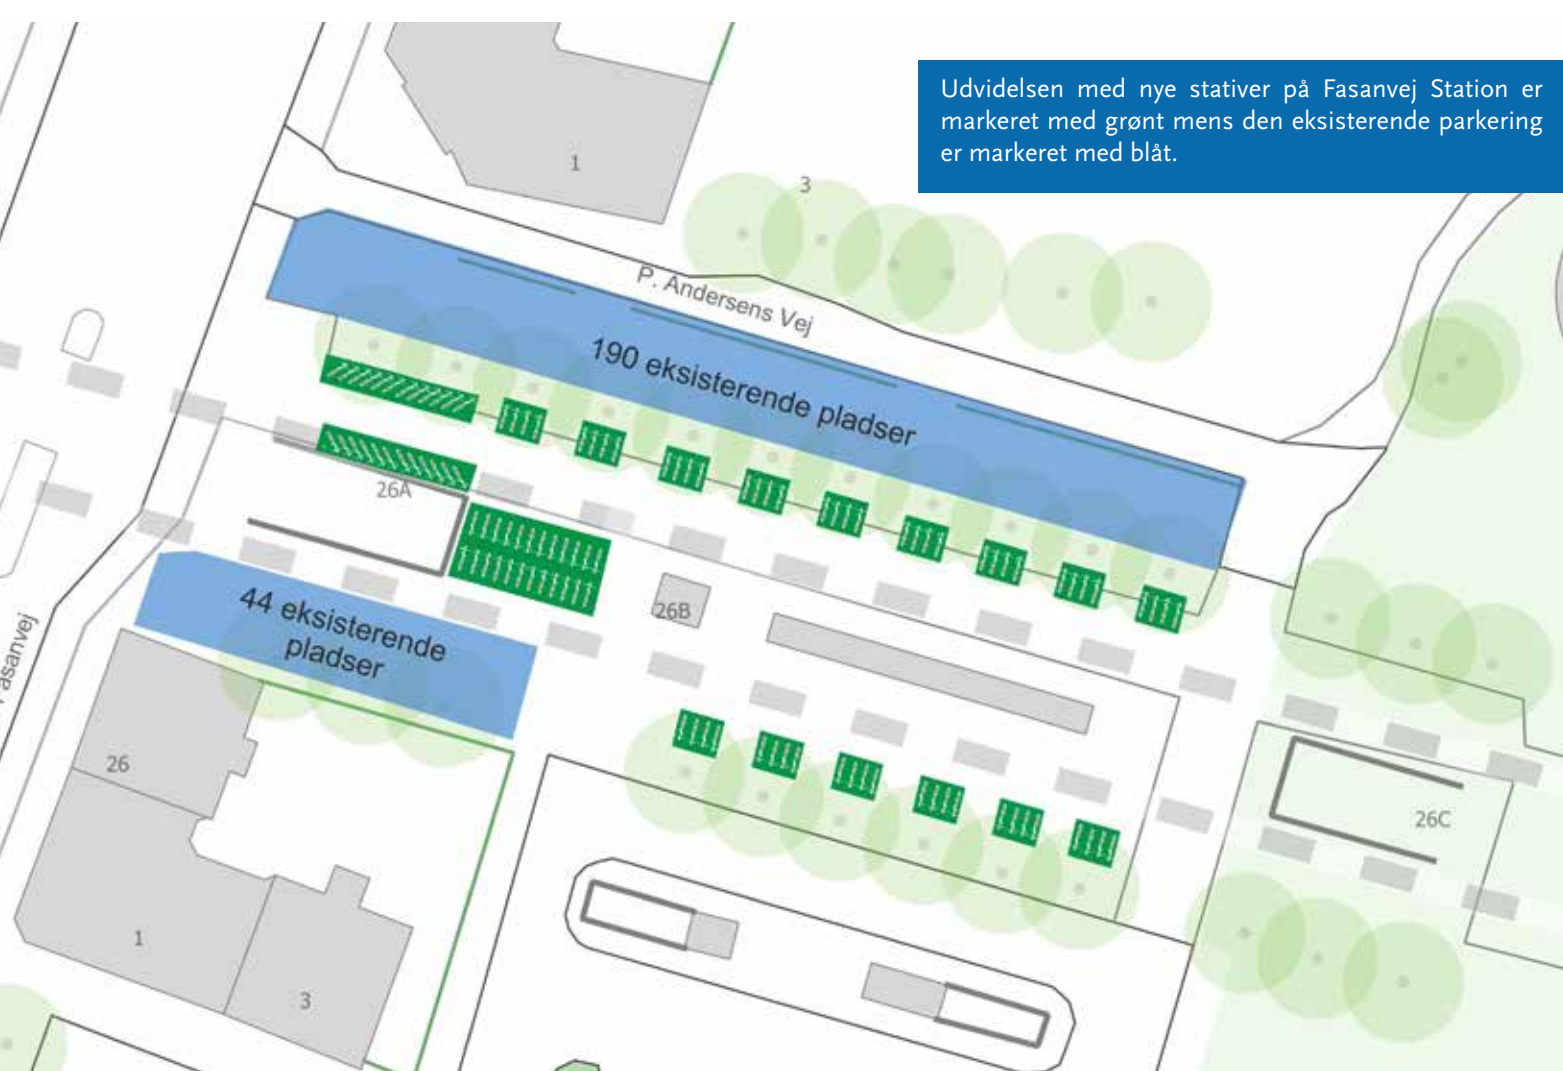 Udvidelsen med nye stativer på Fasanvej Station er
markeret med grønt mens den eksisterende parkering
er markeret med blåt.
1
3
P. Andersens Vej
190 eksisterende pladser
26A
26B
44 eksisterende
pladser
Fasanvej
26
26C
1
3